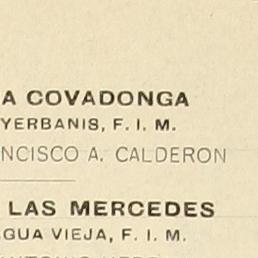 A COVADONGA
YERBANIS, F. I. M.
NCISCO A. CALDERON
LAS MERCEDES
GUA VIEJA, F. I. M.